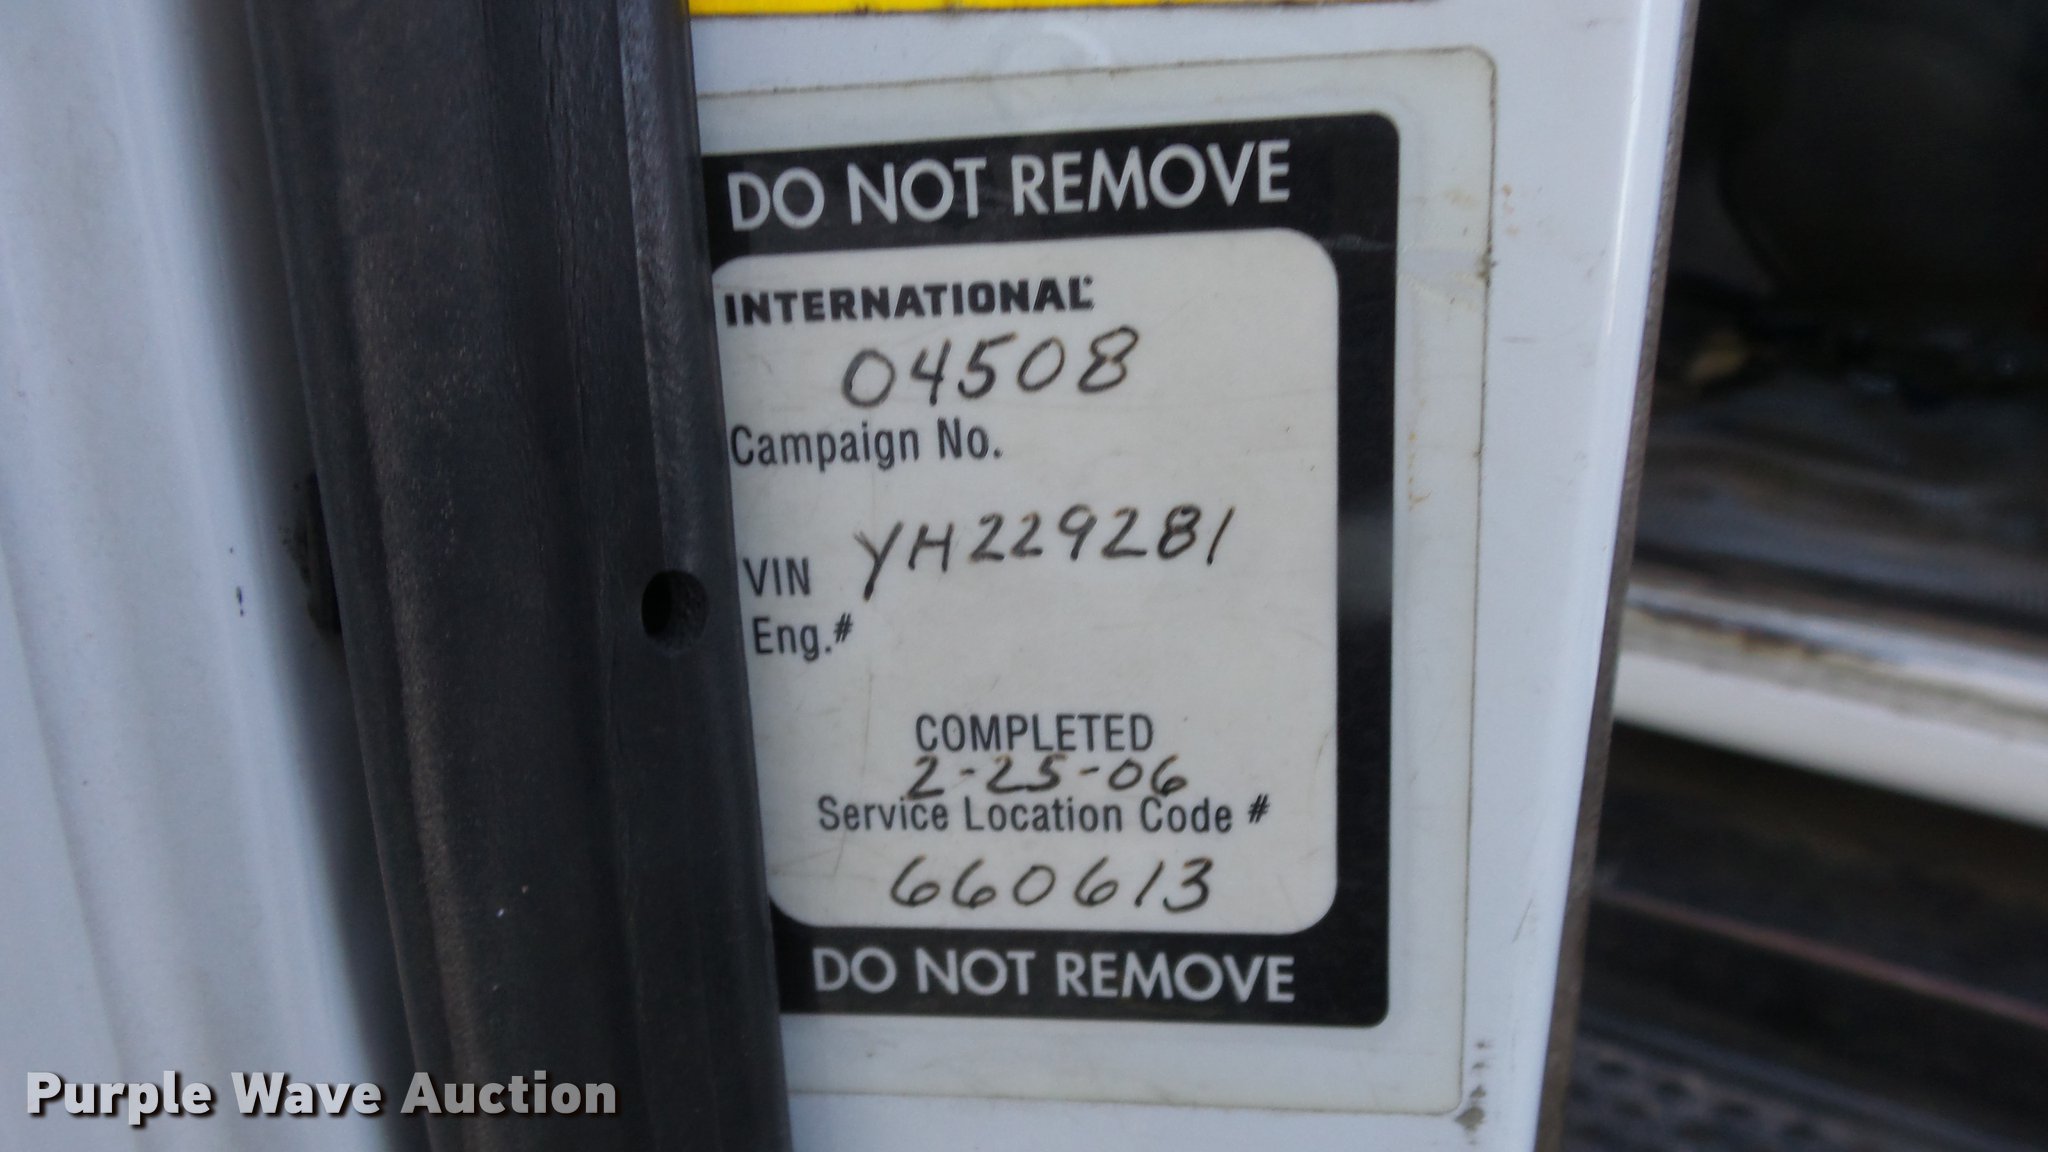 DO NOT REMOVE
INTERNATIONAL®
04508
Campaign No.
VIN YH229281
Eng.#
COMPLETED
2-25-06
Service Location Code #
660613
DO NOT REMOVE
Purple Wave Auction